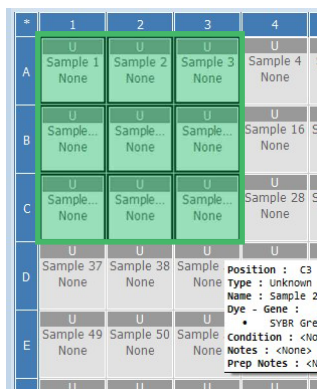 * 1 2 3 4
U U U U
A Sample 1 Sample 2 Sample 3 Sample 4
None None None None
U U U U
B Sample... Sample... Sample... Sample 16 S
None None None None
U U U U
C Sample... Sample... Sample... Sample 28 S
None None None None
U U U U
D Sample 37 Sample 38 Sample
None None
U U
E Sample 49 Sample 50 Sample
None None None
U U U U
Position : C3
Type : Unknown
Name : Sample 2
Dye - Gene :
• SYBR Gre
Condition : <No
Notes : <None>
Prep Notes : <N